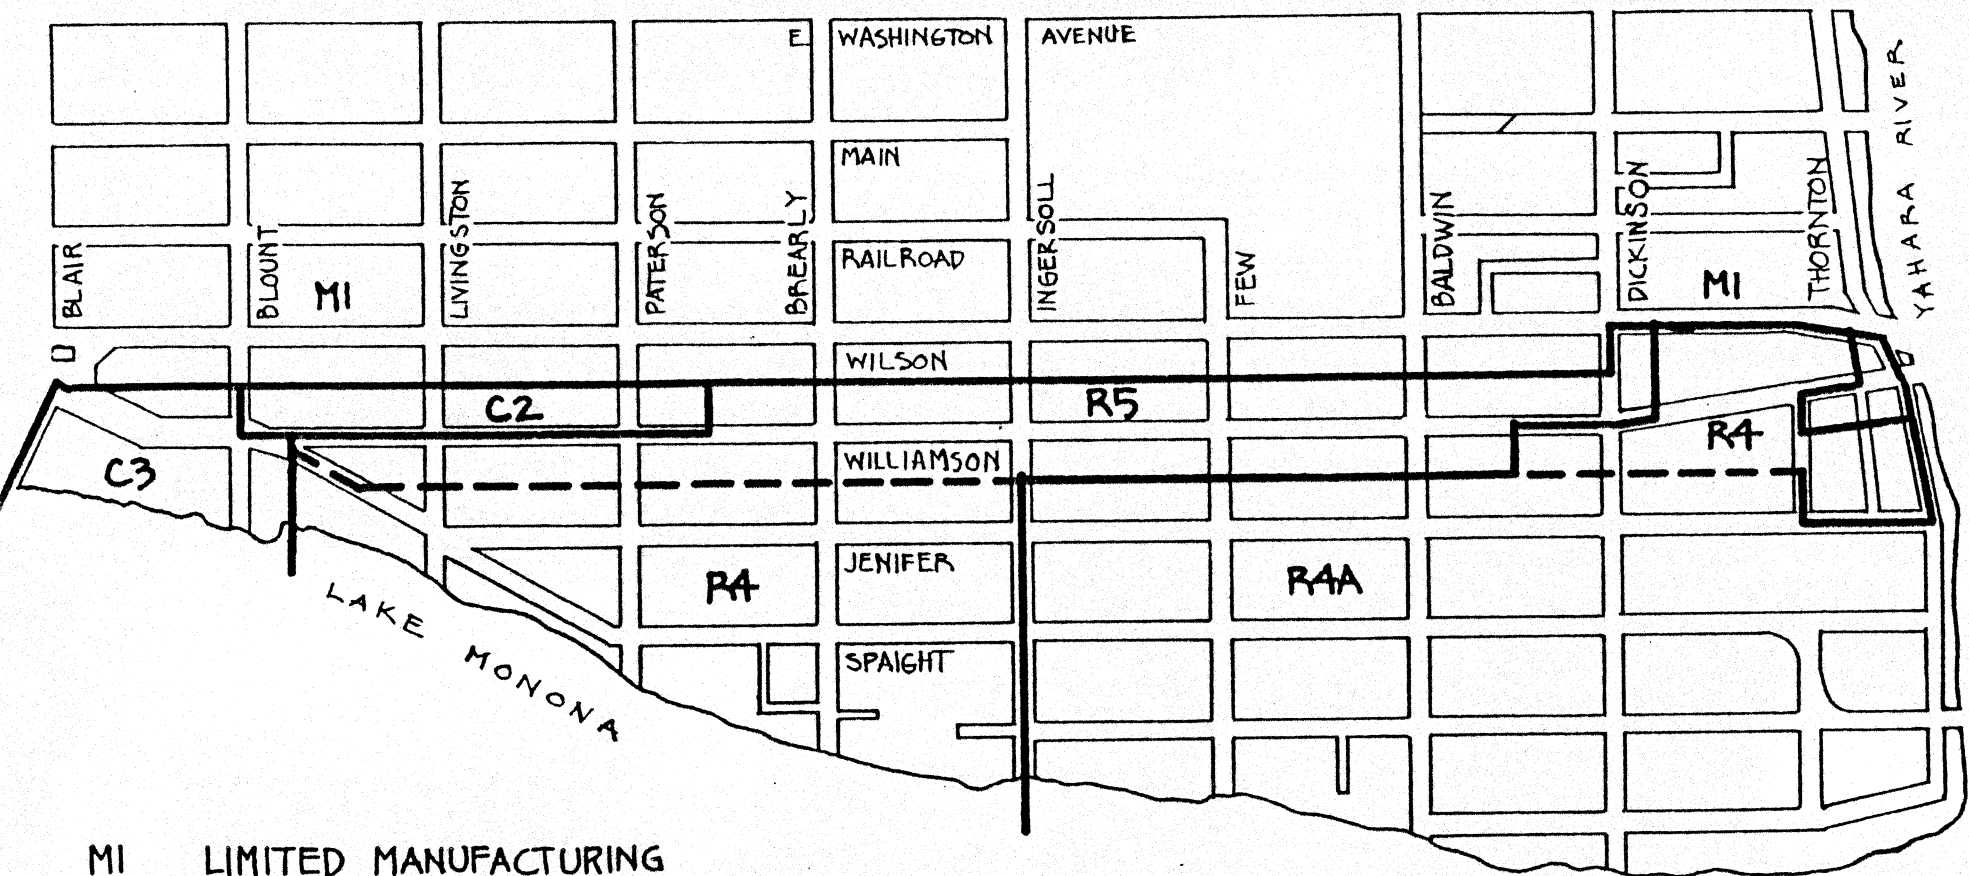 E. WASHINGTON AVENUE
MAIN
BLAIR
BLOUNT
LIVINGSTON
PATERSON
BREARLY
RAILROAD
INGERSOLL
FEW
BALDWIN
DICKINSON
THORNTON
YAHARA RIVER
M1
M1
WILSON
C2
R5
C3
WILLIAMSON
R4
JENIFER
R4
R4A
LAKE MONONA
SPAIGHT
M1 LIMITED MANUFACTURING